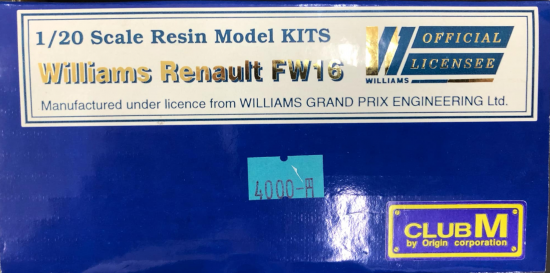 1/20 Scale Resin Model KITS
Williams Renault FW16
Manufactured under licence from WILLIAMS GRAND PRIX ENGINEERING Ltd.
WILLIAMS
OFFICIAL
LICENSEE
4000-円
CLUB M
by Origin corporation